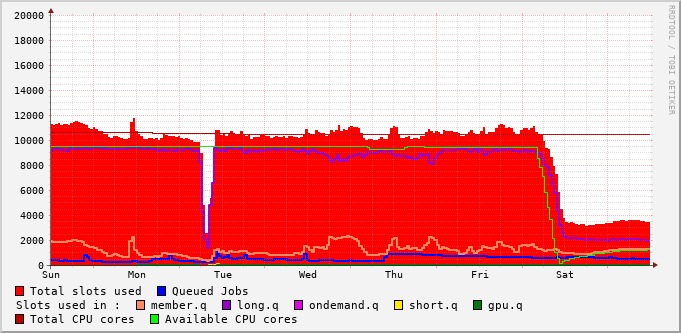 20000
18000
16000
14000
12000
10000
8000
6000
4000
2000
0
Sun Mon Tue Wed Thu Fri Sat
Total slots used Queued Jobs
Slots used in : member.q long.q ondemand.q short.q gpu.q
Total CPU cores Available CPU cores
RRDTOOL / TOBI OETIKER